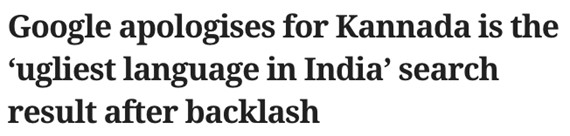 Google apologises for Kannada is the
‘ugliest language in India’ search
result after backlash